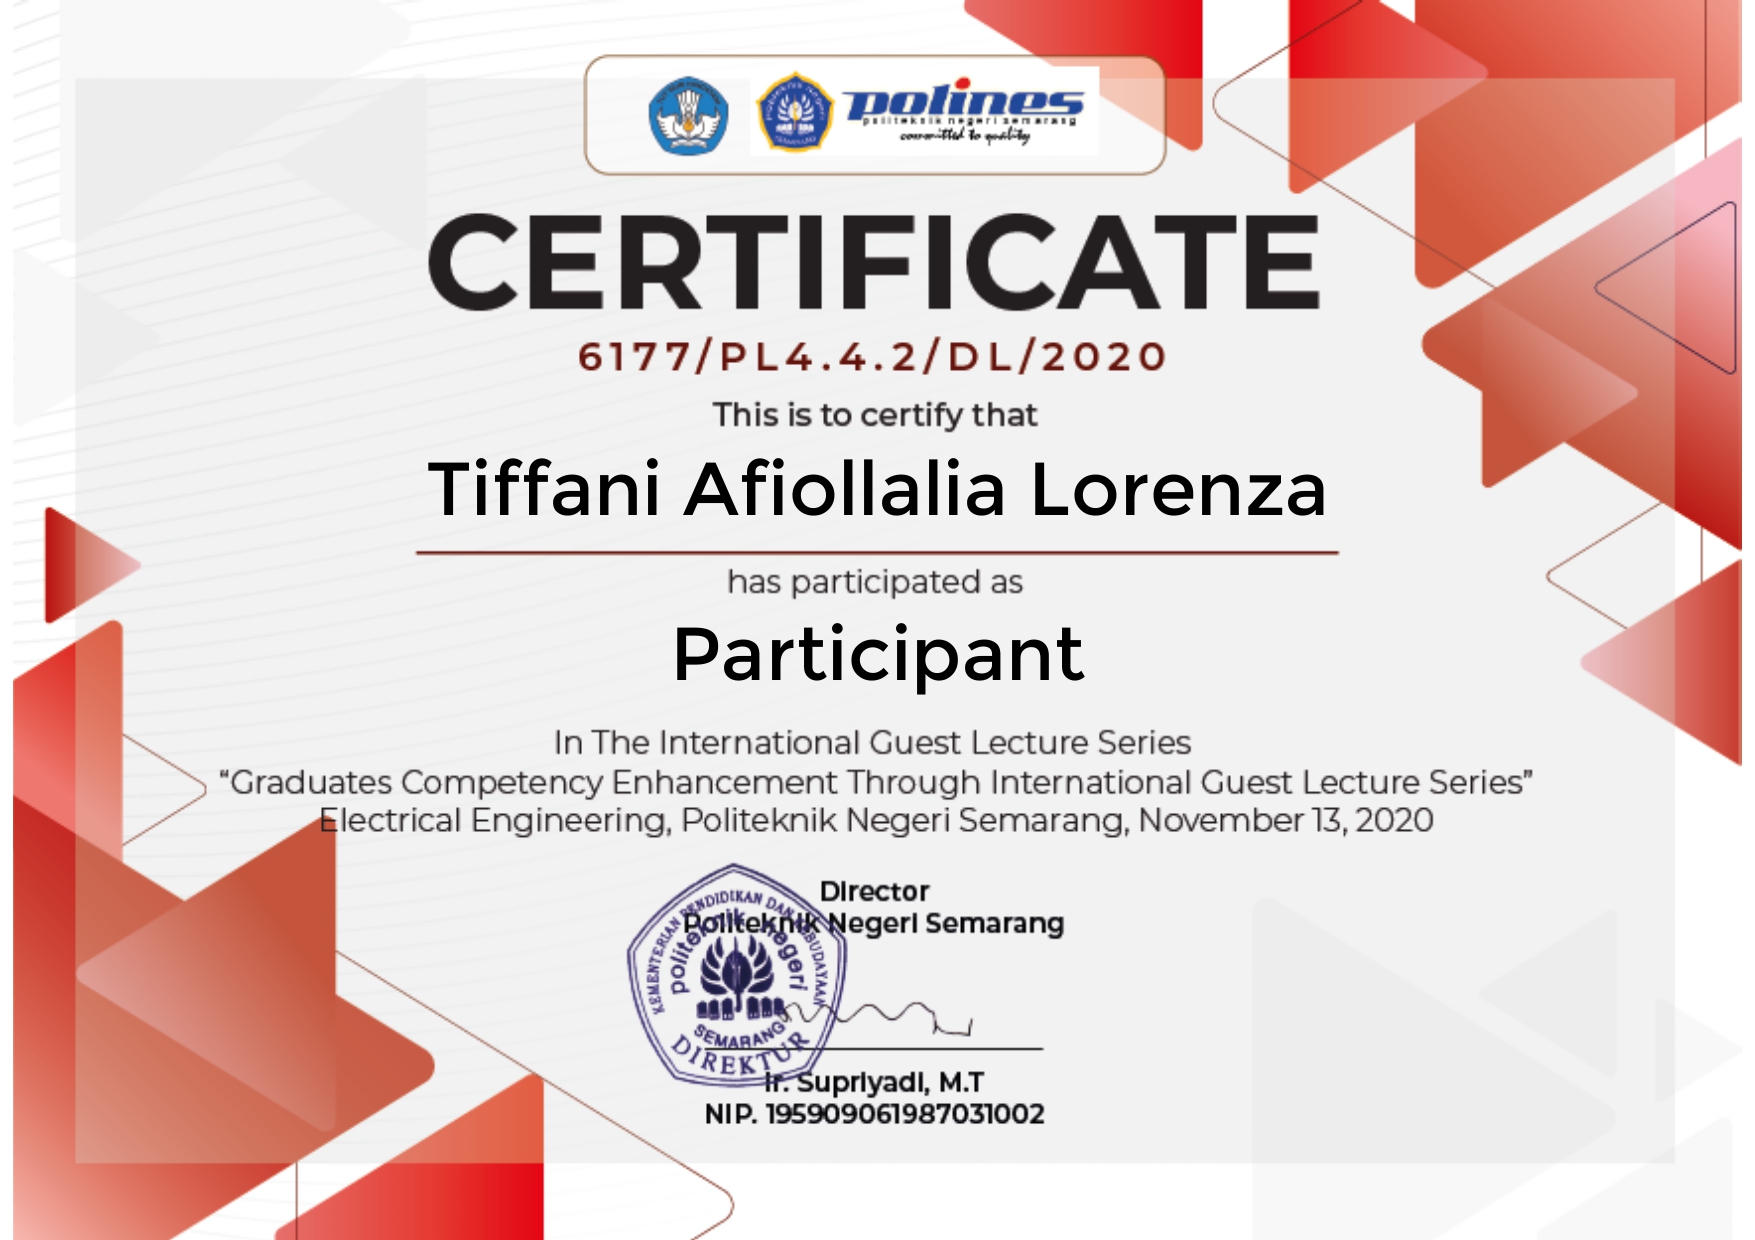 polines
politeknik negeri semarang
committed to quality
CERTIFICATE
6177/PL4.4.2/DL/2020
This is to certify that
Tiffani Afiollalia Lorenza
has participated as
Participant
In The International Guest Lecture Series
“Graduates Competency Enhancement Through International Guest Lecture Series”
Electrical Engineering, Politeknik Negeri Semarang, November 13, 2020
Director
Politeknik Negeri Semarang
KEMENTERIAN PENDIDIKAN DAN KEBUDAYAAN
politeknik negeri
SEMARANG
DIREKTUR
Ir. Supriyadi, M.T
NIP. 195909061987031002